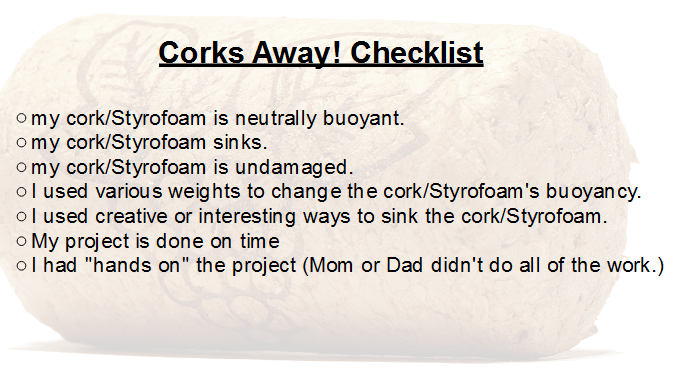 Corks Away! Checklist
○my cork/Styrofoam is neutrally buoyant.
○my cork/Styrofoam sinks.
○my cork/Styrofoam is undamaged.
○I used various weights to change the cork/Styrofoam's buoyancy.
○I used creative or interesting ways to sink the cork/Styrofoam.
○My project is done on time
○I had "hands on" the project (Mom or Dad didn't do all of the work.)